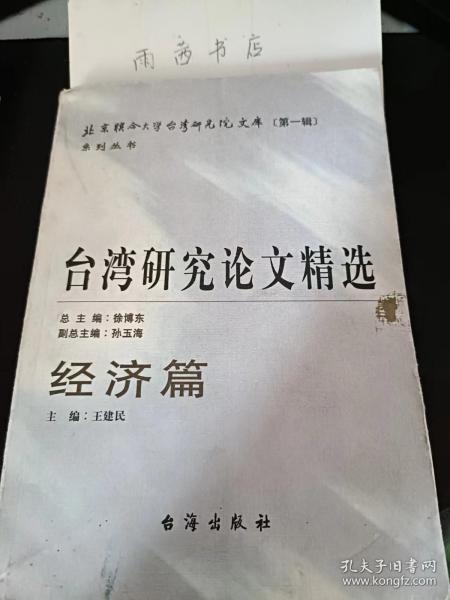 雨茜书店
北京联合大学台湾研究院文库〔第一辑〕
系列丛书
台湾研究论文精选
总主编:徐博东
副总主编:孙玉海
经济篇
主编:王建民
台海出版社
孔夫子旧书网
www.kongfz.com